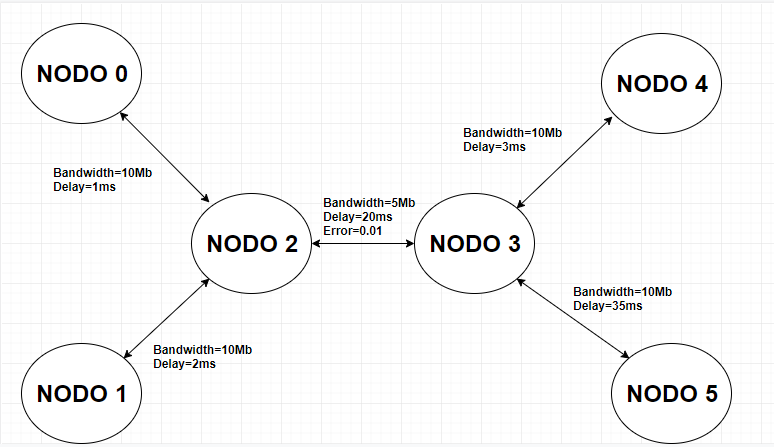 NODO 0
NODO 4
Bandwidth=10Mb
Delay=3ms
Bandwidth=10Mb
Delay=1ms
Bandwidth=5Mb
Delay=20ms
Error=0.01
NODO 2
NODO 3
Bandwidth=10Mb
Delay=35ms
Bandwidth=10Mb
Delay=2ms
NODO 1
NODO 5